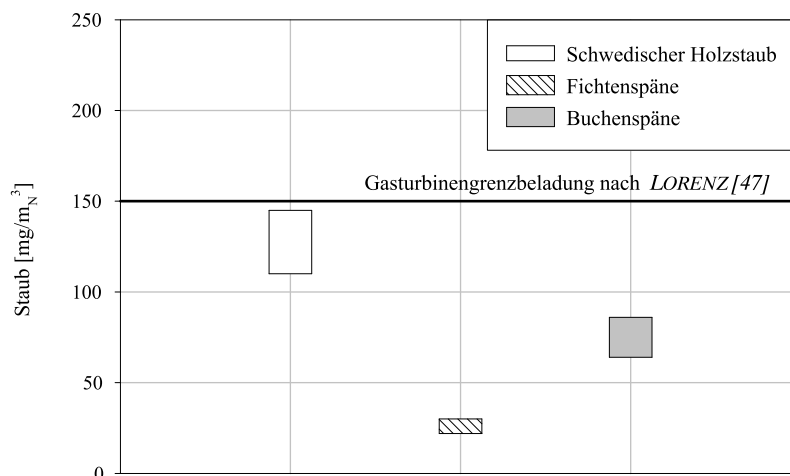 250
Schwedischer Holzstaub
Fichtenspäne
200
Buchenspäne
Gasturbinengrenzbeladung nach LORENZ [47]
150
Staub [mg/m_N^3]
100
50
0